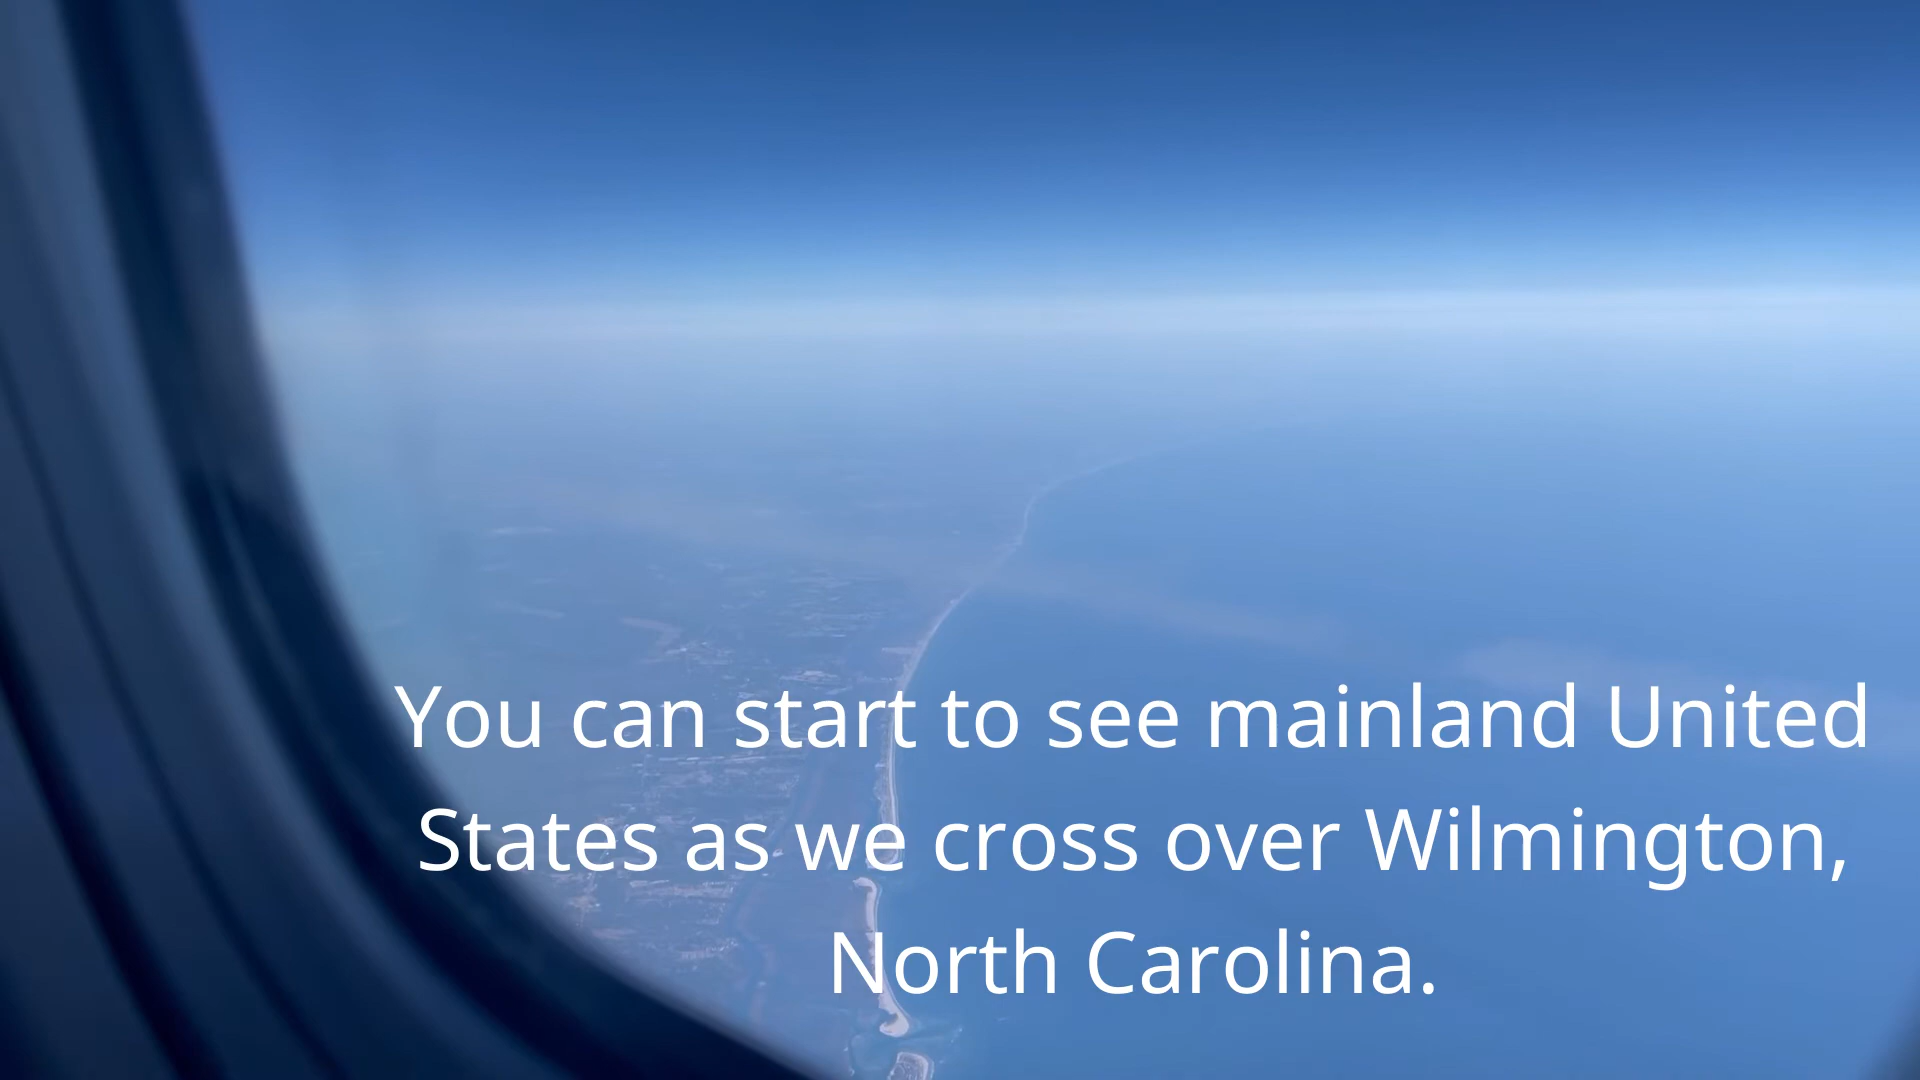 You can start to see mainland United
States as we cross over Wilmington,
North Carolina.